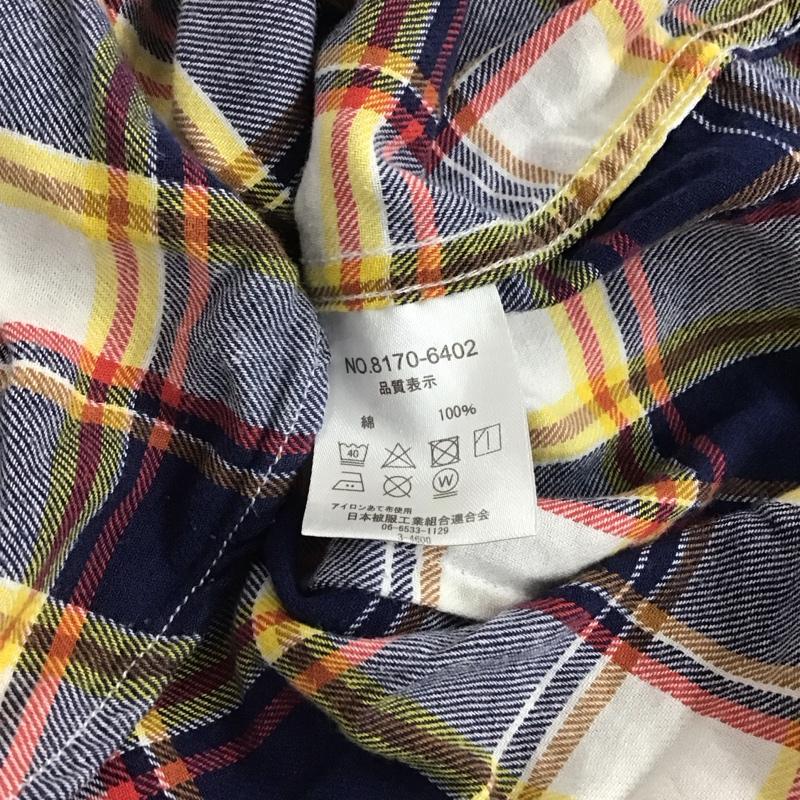 NO.8170-6402
品質表示
綿 100%
40
W
アイロンあて布使用
日本被服工業組合連合会
06-6533-1129
3-4600